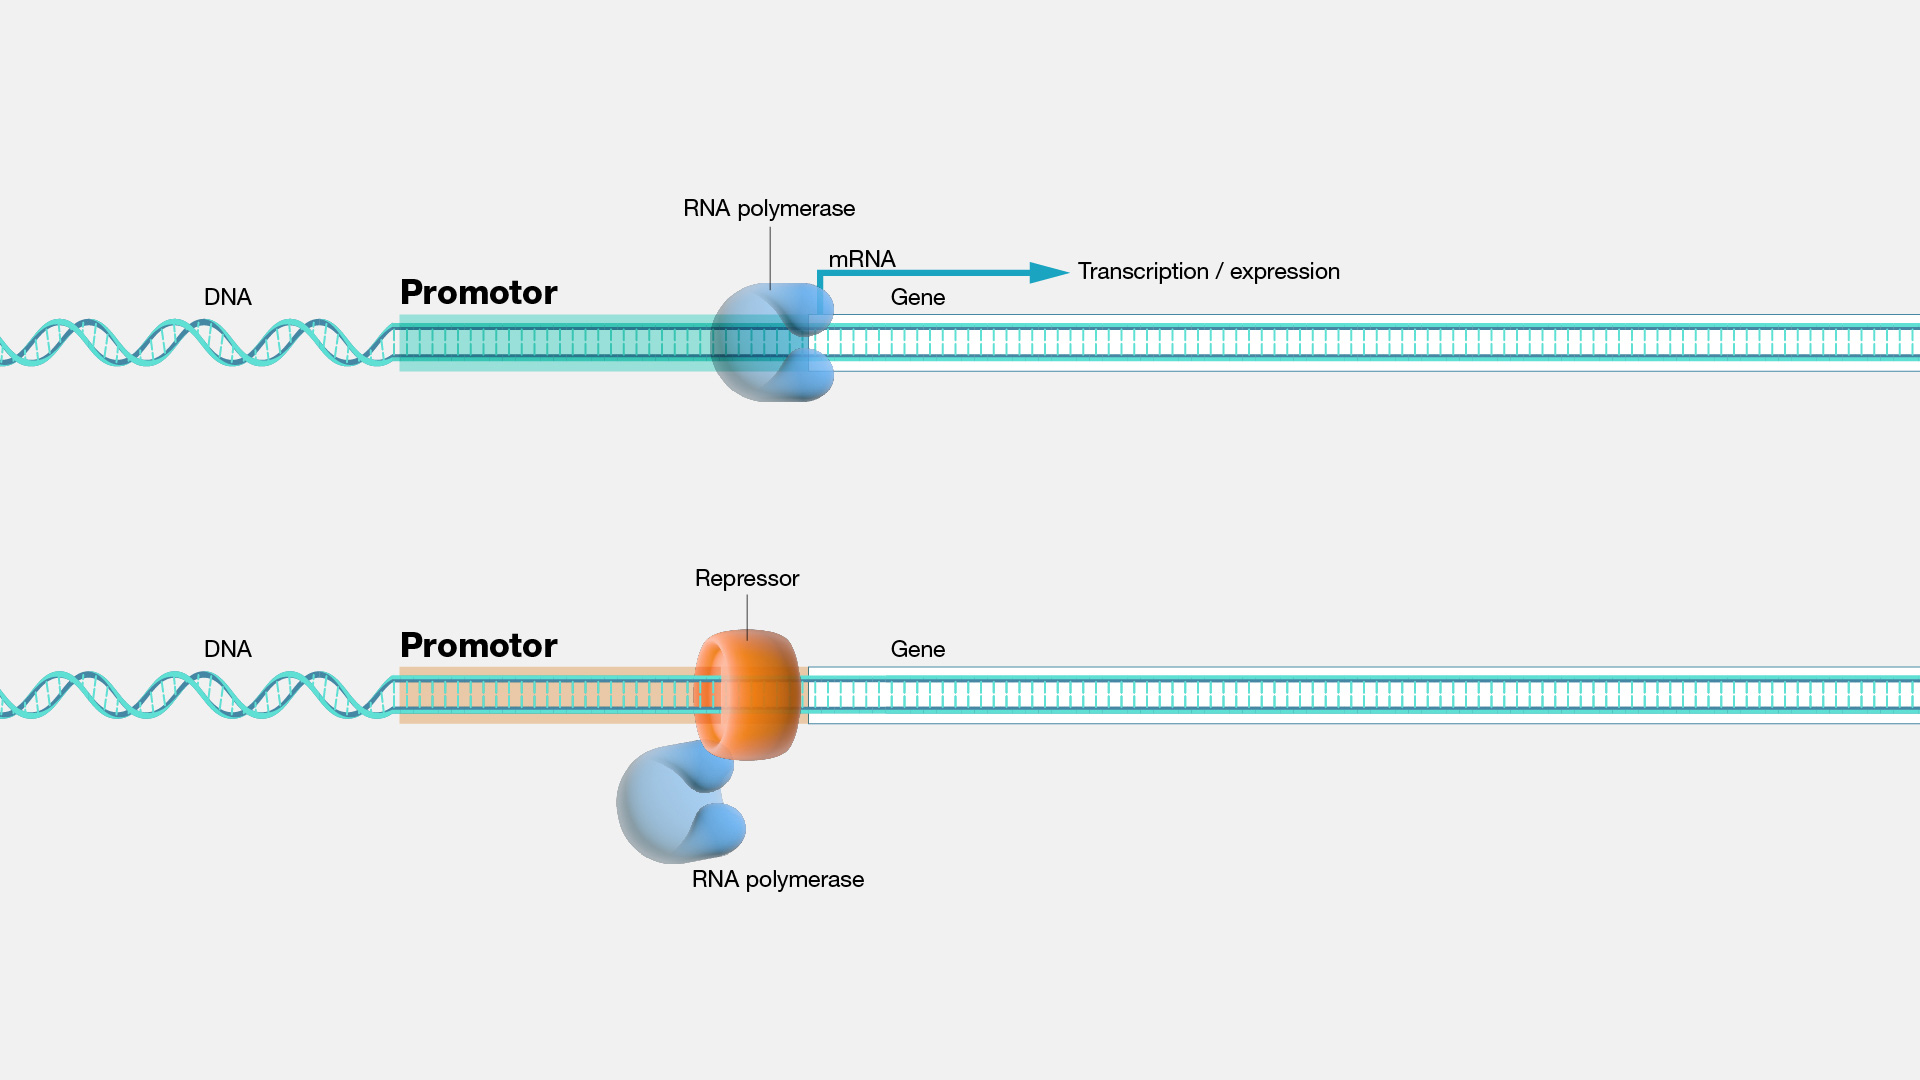 RNA polymerase
mRNA
Transcription / expression
DNA
Promotor
Gene
Repressor
DNA
Promotor
Gene
RNA polymerase